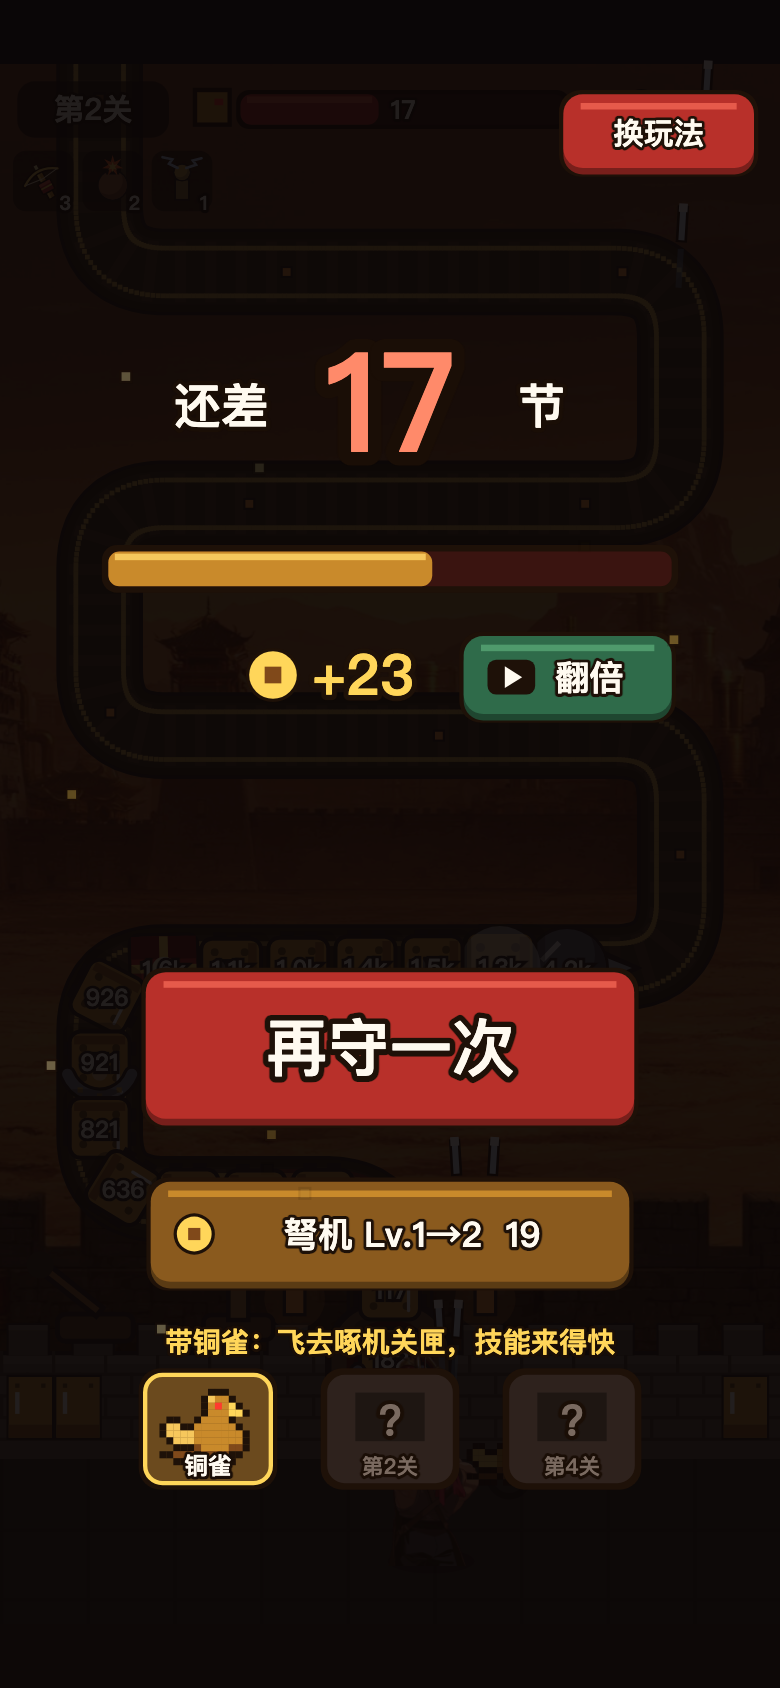 第2关
17
换玩法
3
2
1
还差 17 节
+23
翻倍
926
921
821
636
再守一次
弩机 Lv.1→2 19
带铜雀：飞去啄机关匣，技能来得快
铜雀
?
第2关
?
第4关